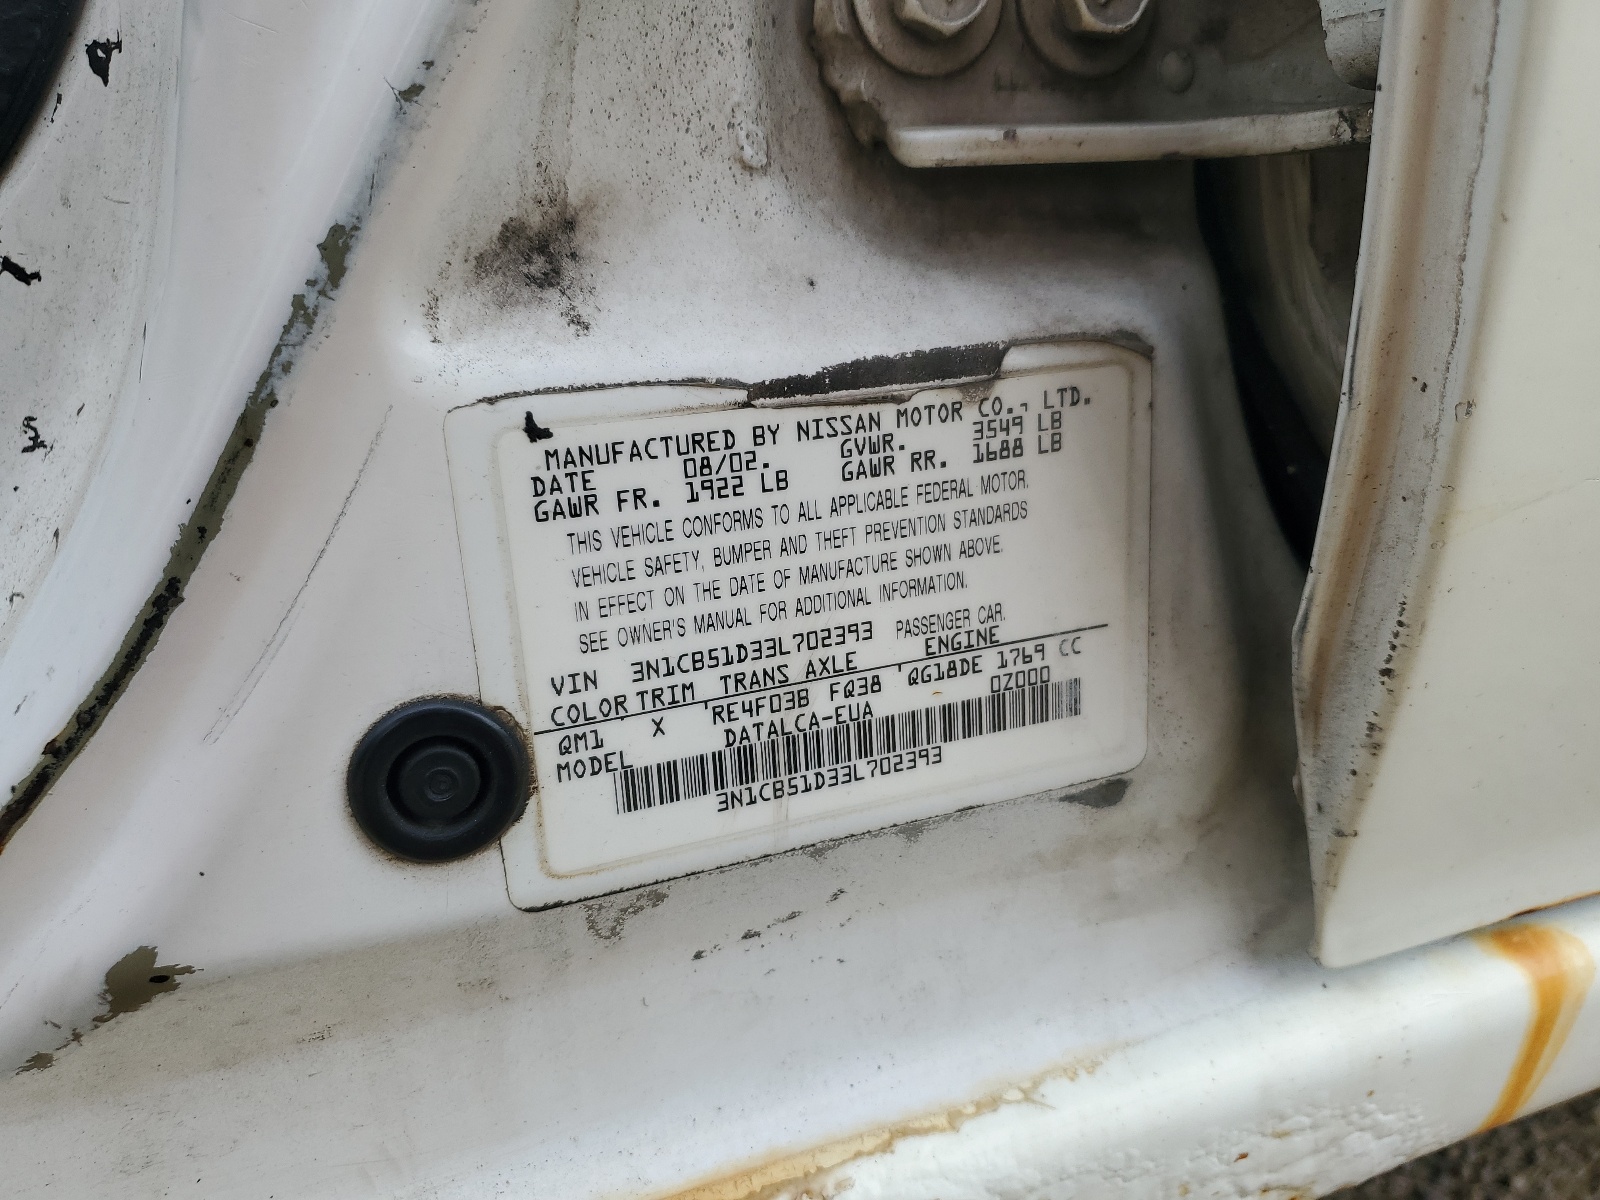 MANUFACTURED BY NISSAN MOTOR CO., LTD.
DATE 08/02. GVWR. 3549 LB
GAWR FR. 1922 LB GAWR RR. 1688 LB
THIS VEHICLE CONFORMS TO ALL APPLICABLE FEDERAL MOTOR.
VEHICLE SAFETY, BUMPER AND THEFT PREVENTION STANDARDS
IN EFFECT ON THE DATE OF MANUFACTURE SHOWN ABOVE.
SEE OWNER'S MANUAL FOR ADDITIONAL INFORMATION.
VIN 3N1CB51D33L702393 PASSENGER CAR.
COLOR TRIM TRANS AXLE ENGINE
QM1 X RE4F03B FQ38 QG18DE 1769 CC
MODEL DATALCA-EUA 0Z000
3N1CB51D33L702393